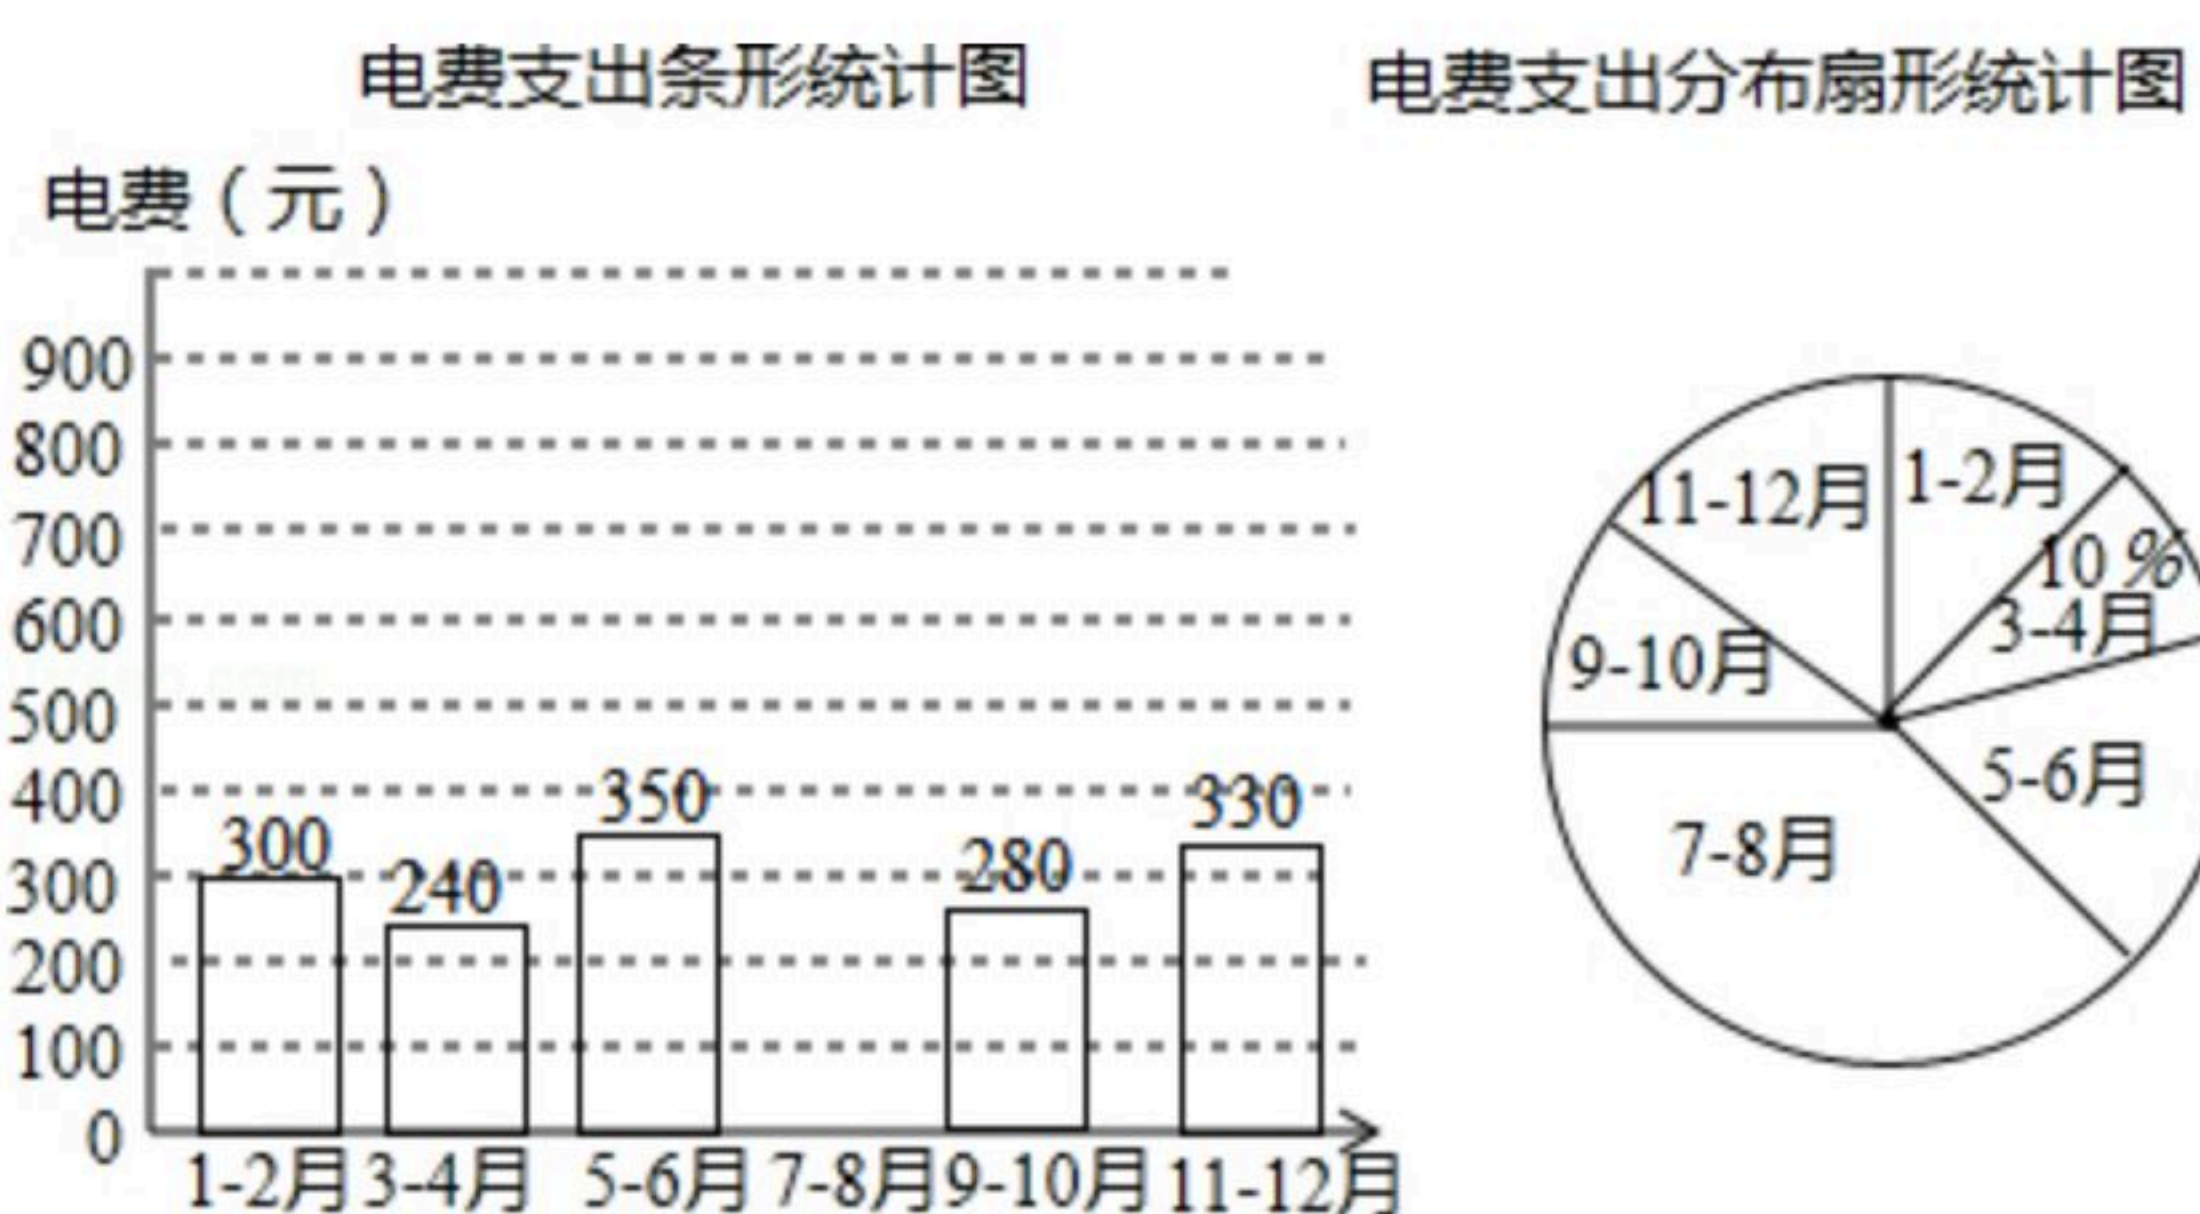 电费支出条形统计图
电费支出分布扇形统计图
电费（元）
900
800
700
600
500
400
300
200
100
0
300
240
350
280
330
1-2月
3-4月
5-6月
7-8月
9-10月
11-12月
11-12月
1-2月
10%
3-4月
9-10月
5-6月
7-8月